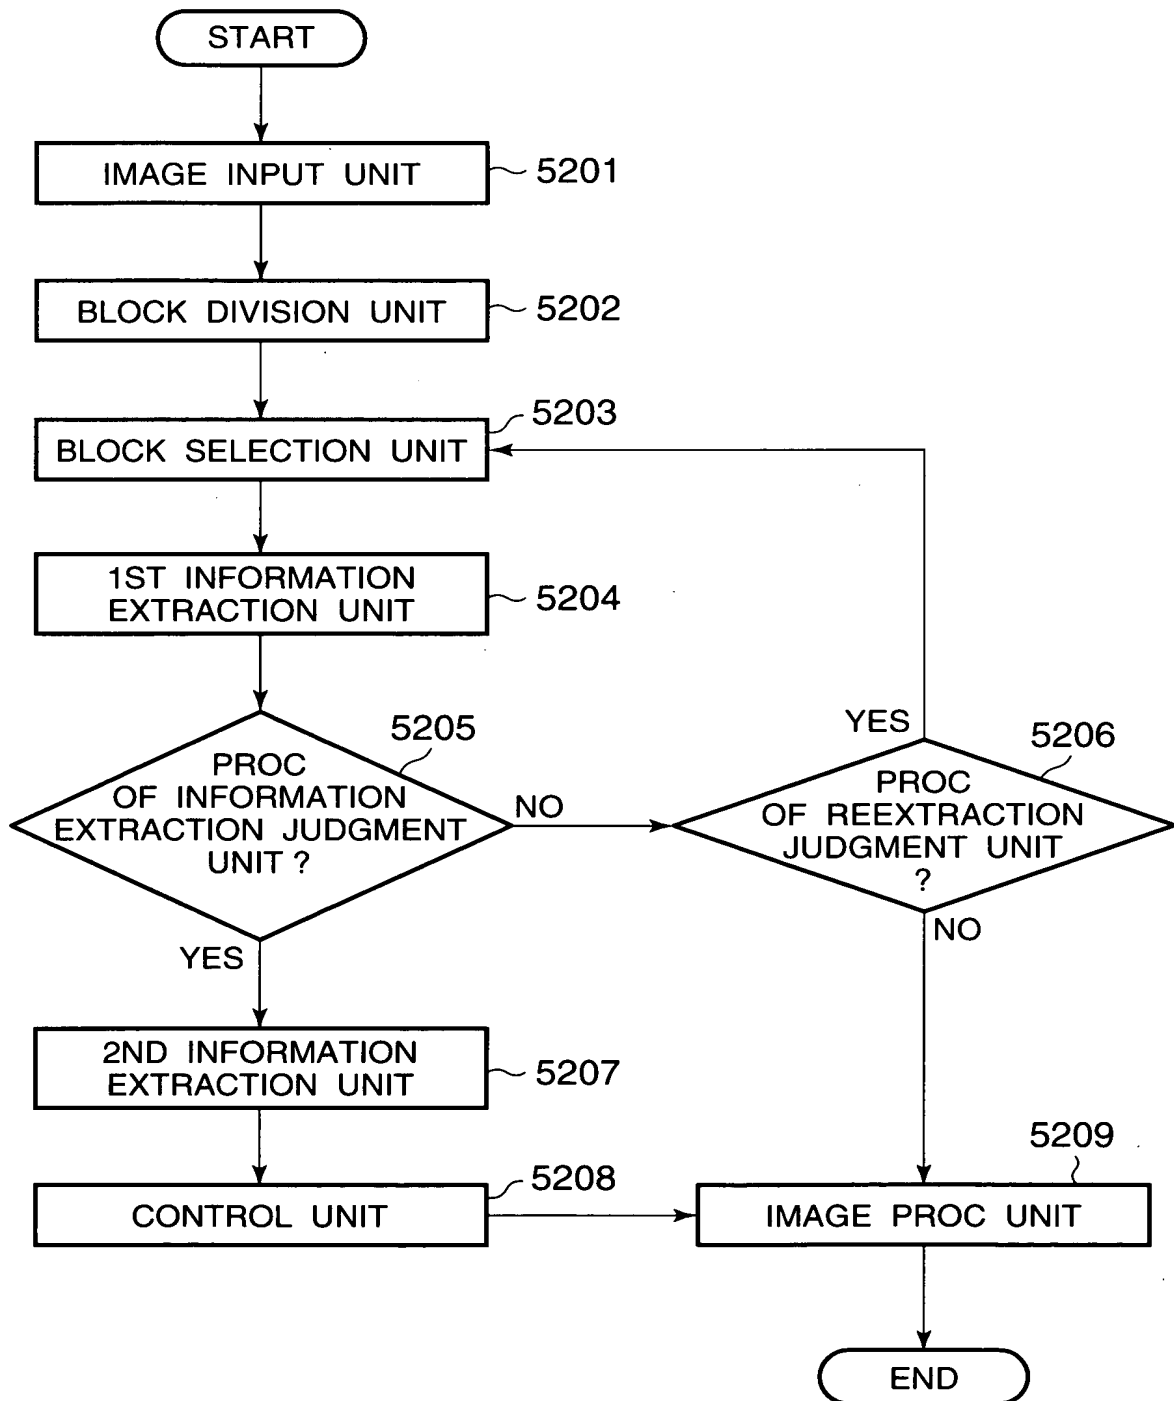 START
IMAGE INPUT UNIT
5201
BLOCK DIVISION UNIT
5202
BLOCK SELECTION UNIT
5203
1ST INFORMATION
EXTRACTION UNIT
5204
5205
PROC
OF INFORMATION
EXTRACTION JUDGMENT
UNIT ?
NO
YES
YES
5206
PROC
OF REEXTRACTION
JUDGMENT UNIT
?
NO
2ND INFORMATION
EXTRACTION UNIT
5207
CONTROL UNIT
5208
5209
IMAGE PROC UNIT
END